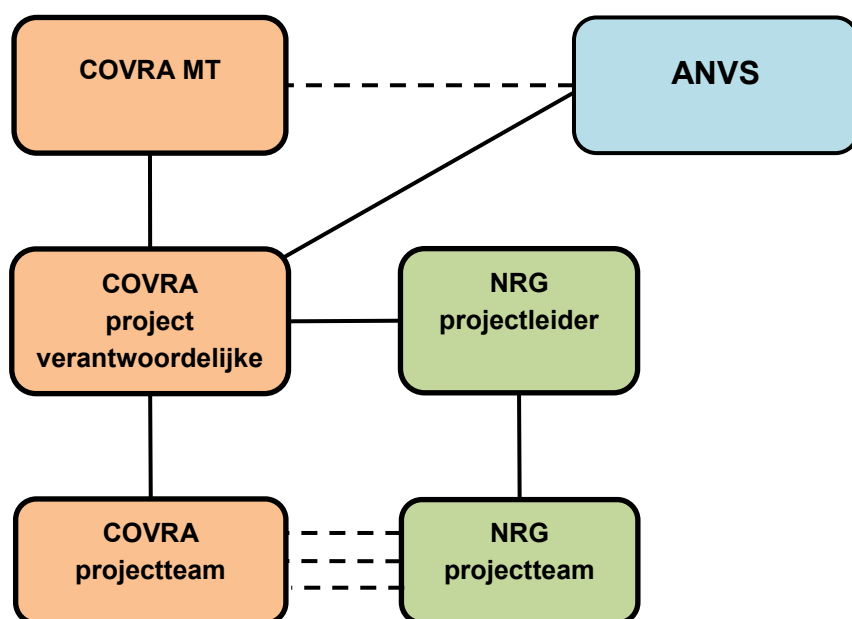 COVRA MT
ANVS
COVRA
project
verantwoordelijke
NRG
projectleider
COVRA
projectteam
NRG
projectteam